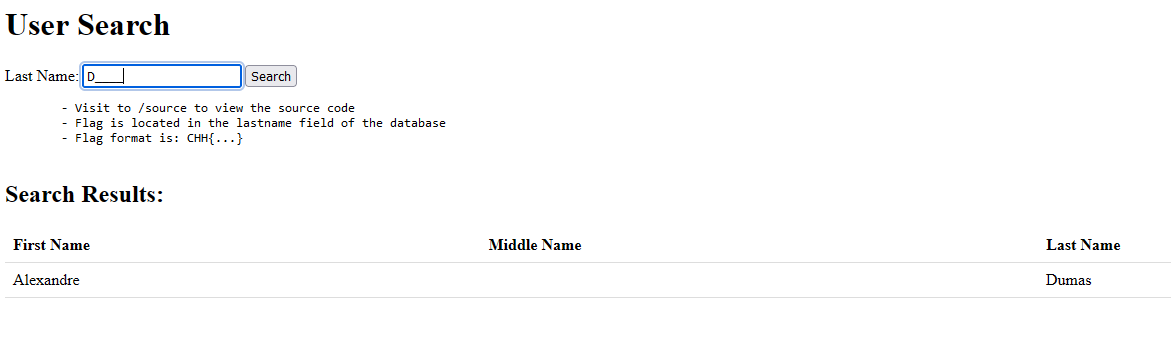 User Search
Last Name: D____ Search
- Visit to /source to view the source code
- Flag is located in the lastname field of the database
- Flag format is: CHH{...}
Search Results:
First Name Middle Name Last Name
Alexandre Dumas